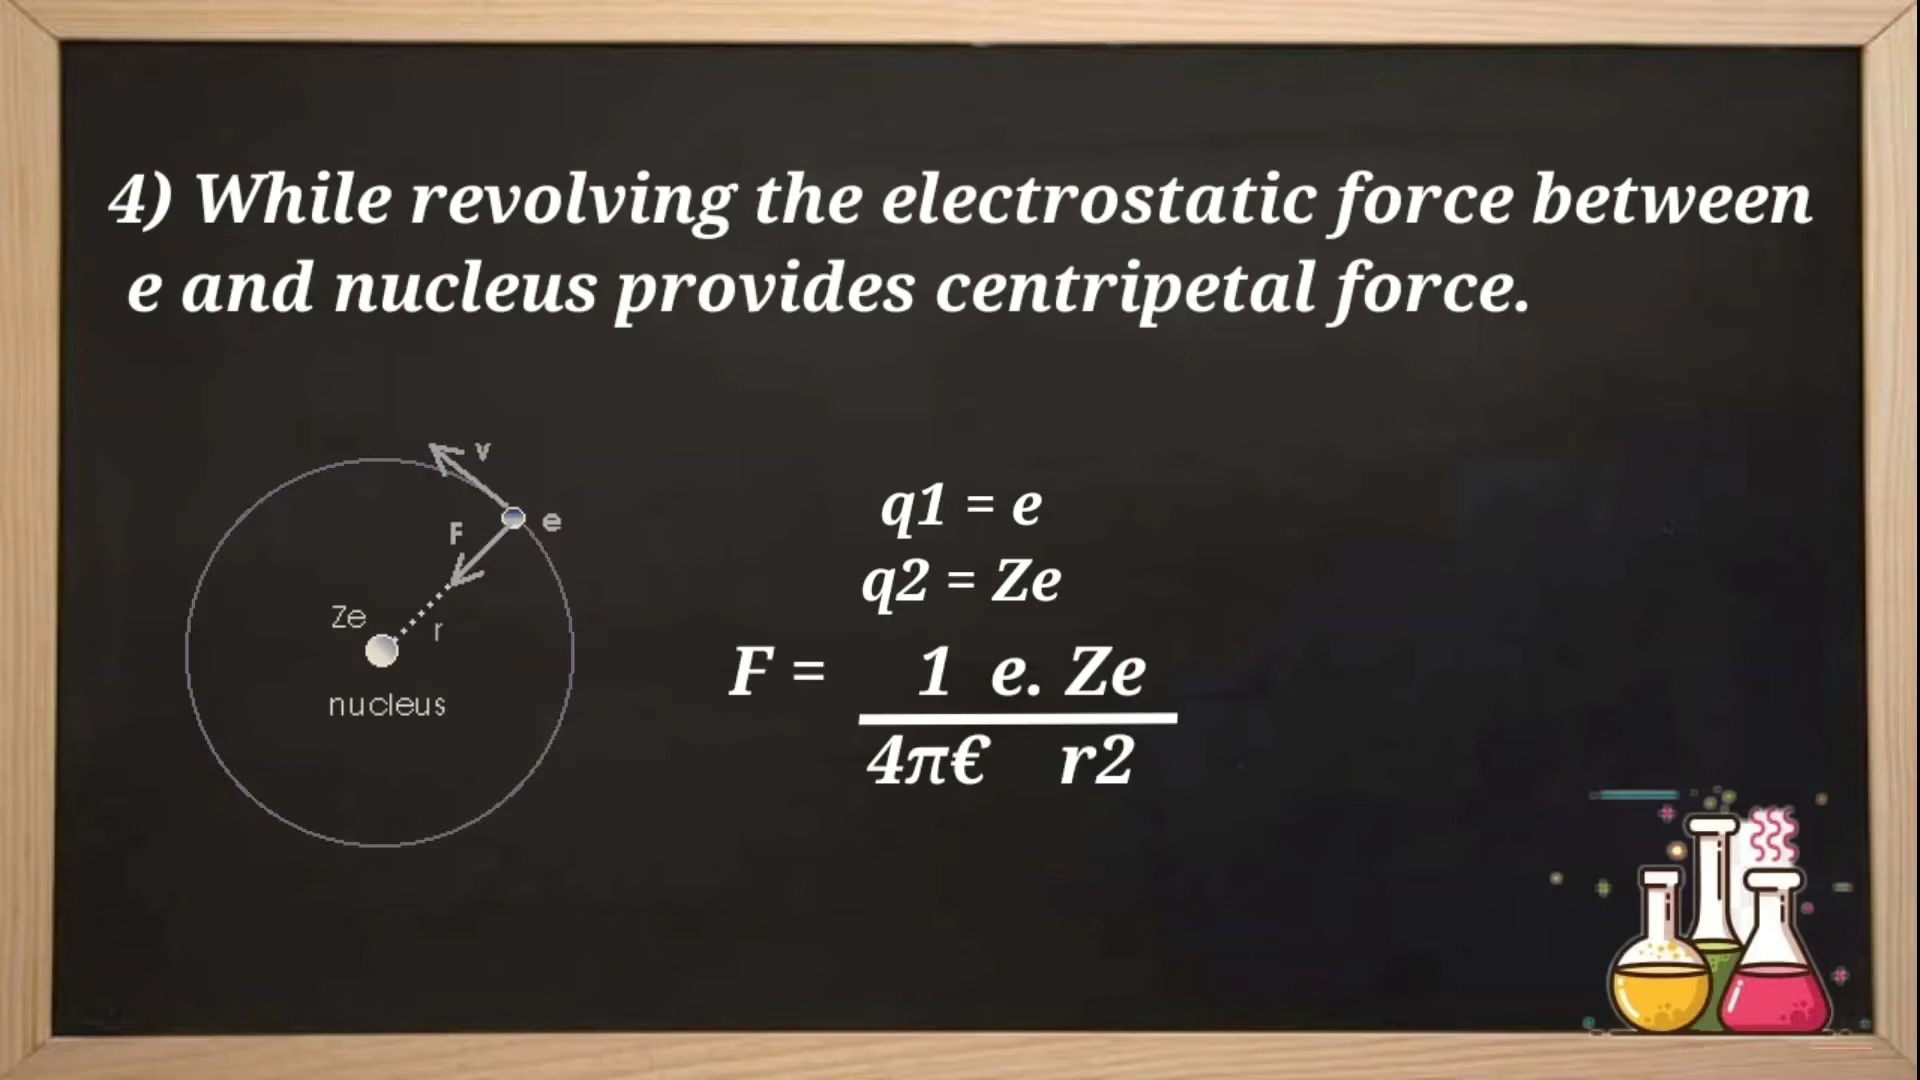 4) While revolving the electrostatic force between
e and nucleus provides centripetal force.
v
e
F
Ze
r
nucleus
q1 = e
q2 = Ze
F = 1 e. Ze
4π€ r2